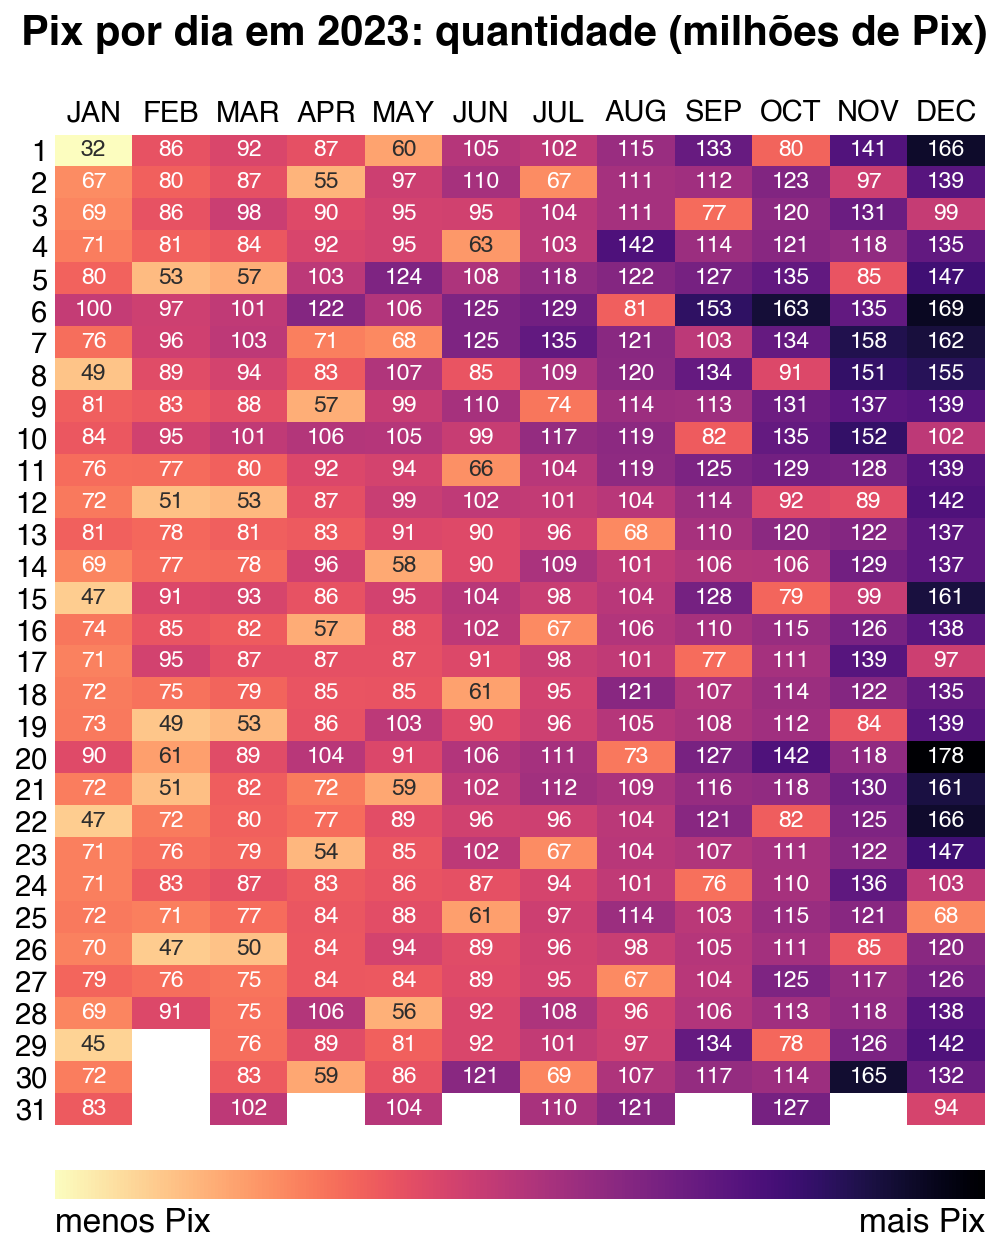 Pix por dia em 2023: quantidade (milhões de Pix)
JAN FEB MAR APR MAY JUN JUL AUG SEP OCT NOV DEC
1 32 86 92 87 60 105 102 115 133 80 141 166
2 67 80 87 55 97 110 67 111 112 123 97 139
3 69 86 98 90 95 95 104 111 77 120 131 99
4 71 81 84 92 95 63 103 142 114 121 118 135
5 80 53 57 103 124 108 118 122 127 135 85 147
6 100 97 101 122 106 125 129 81 153 163 135 169
7 76 96 103 71 68 125 135 121 103 134 158 162
8 49 89 94 83 107 85 109 120 134 91 151 155
9 81 83 88 57 99 110 74 114 113 131 137 139
10 84 95 101 106 105 99 117 119 82 135 152 102
11 76 77 80 92 94 66 104 119 125 129 128 139
12 72 51 53 87 99 102 101 104 114 92 89 142
13 81 78 81 83 91 90 96 68 110 120 122 137
14 69 77 78 96 58 90 109 101 106 106 129 137
15 47 91 93 86 95 104 98 104 128 79 99 161
16 74 85 82 57 88 102 67 106 110 115 126 138
17 71 95 87 87 87 91 98 101 77 111 139 97
18 72 75 79 85 85 61 95 121 107 114 122 135
19 73 49 53 86 103 90 96 105 108 112 84 139
20 90 61 89 104 91 106 111 73 127 142 118 178
21 72 51 82 72 59 102 112 109 116 118 130 161
22 47 72 80 77 89 96 96 104 121 82 125 166
23 71 76 79 54 85 102 67 104 107 111 122 147
24 71 83 87 83 86 87 94 101 76 110 136 103
25 72 71 77 84 88 61 97 114 103 115 121 68
26 70 47 50 84 94 89 96 98 105 111 85 120
27 79 76 75 84 84 89 95 67 104 125 117 126
28 69 91 75 106 56 92 108 96 106 113 118 138
29 45 76 89 81 92 101 97 134 78 126 142
30 72 83 59 86 121 69 107 117 114 165 132
31 83 102 104 110 121 127 94
menos Pix mais Pix